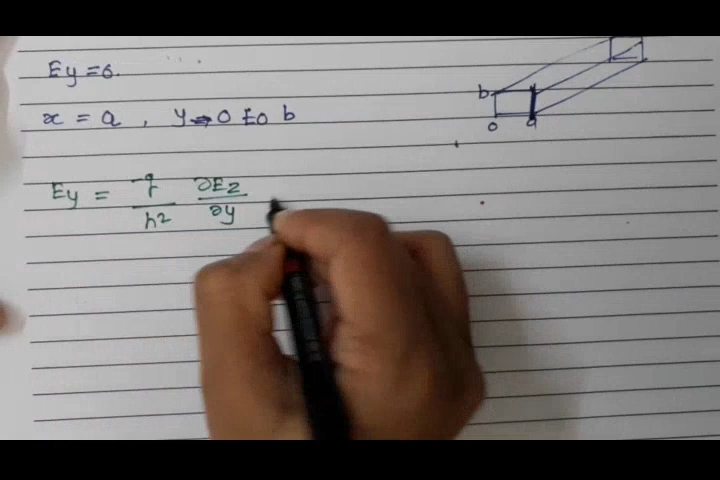 Ey = 0.
x = a , y → 0 to b
b
0 a
Ey = -γ/h² ∂Ez/∂y